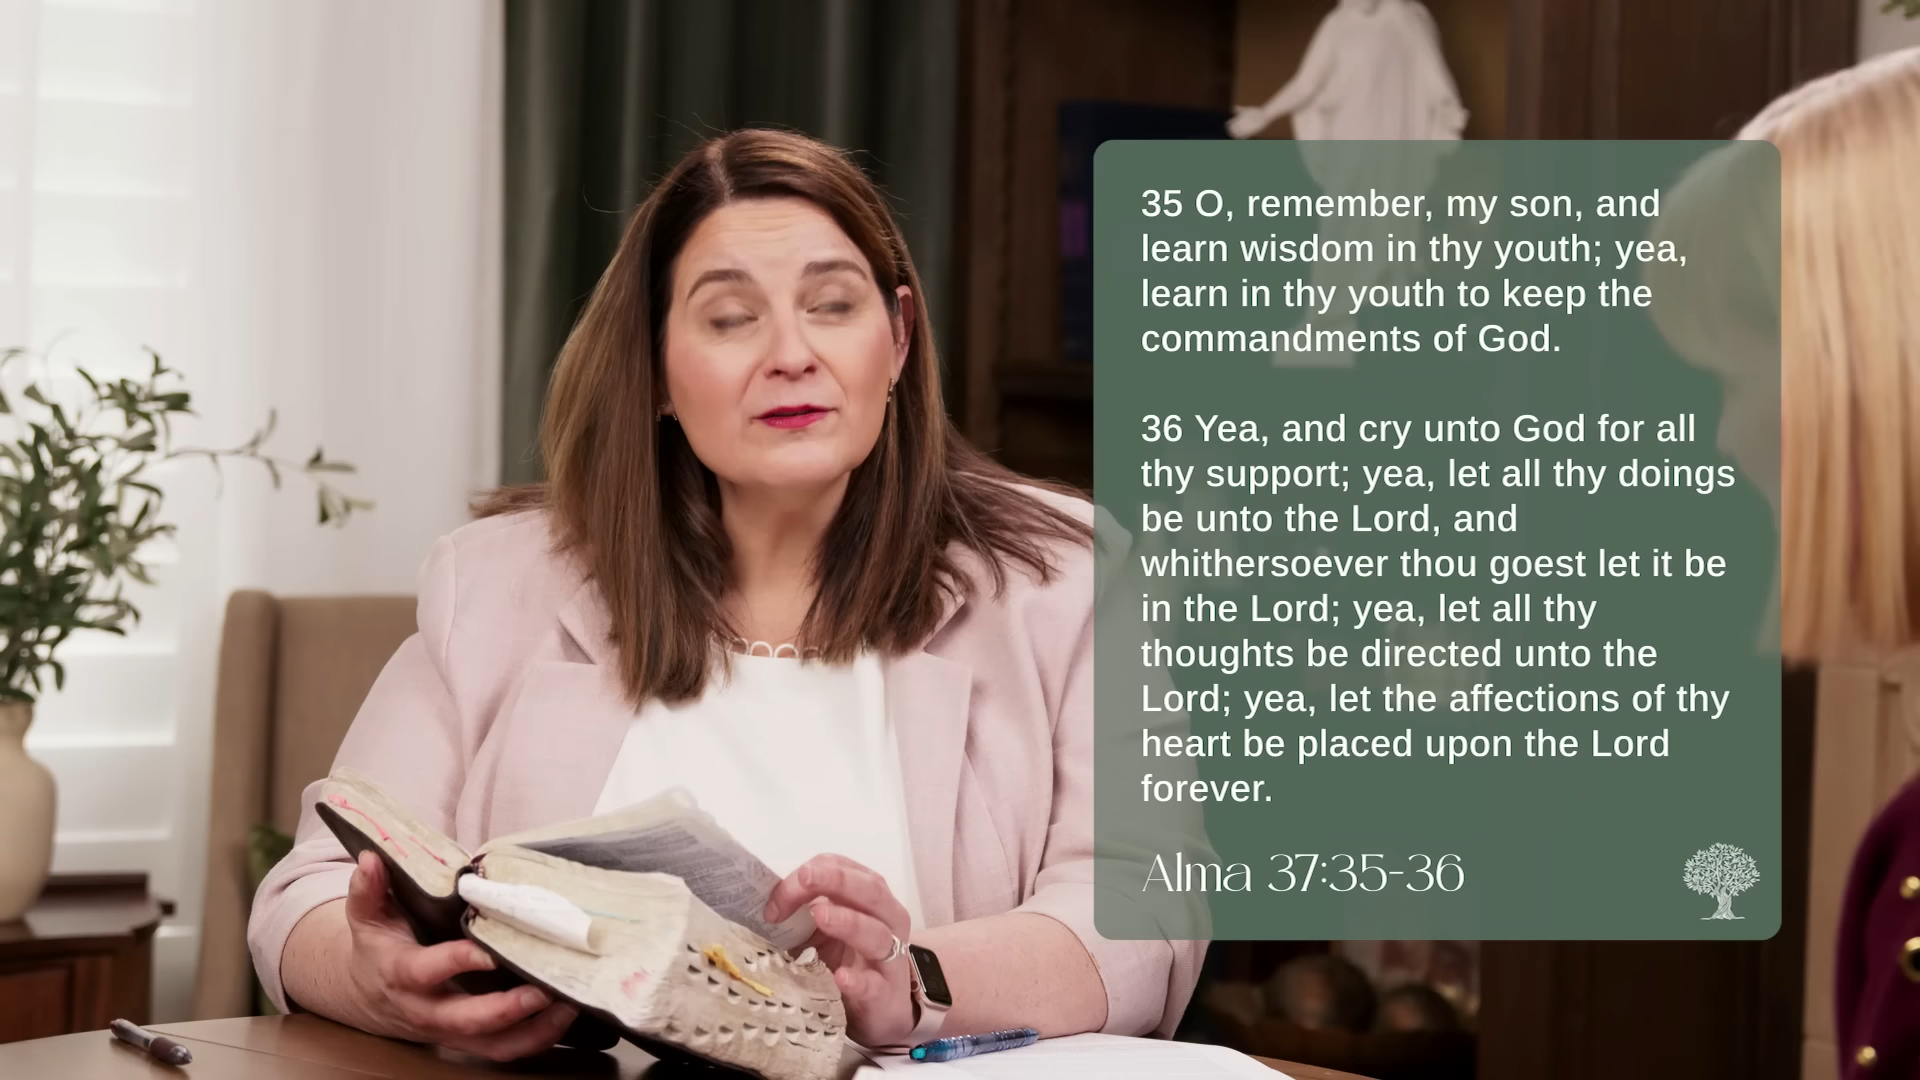 35 O, remember, my son, and
learn wisdom in thy youth; yea,
learn in thy youth to keep the
commandments of God.
36 Yea, and cry unto God for all
thy support; yea, let all thy doings
be unto the Lord, and
whithersoever thou goest let it be
in the Lord; yea, let all thy
thoughts be directed unto the
Lord; yea, let the affections of thy
heart be placed upon the Lord
forever.
Alma 37:35-36